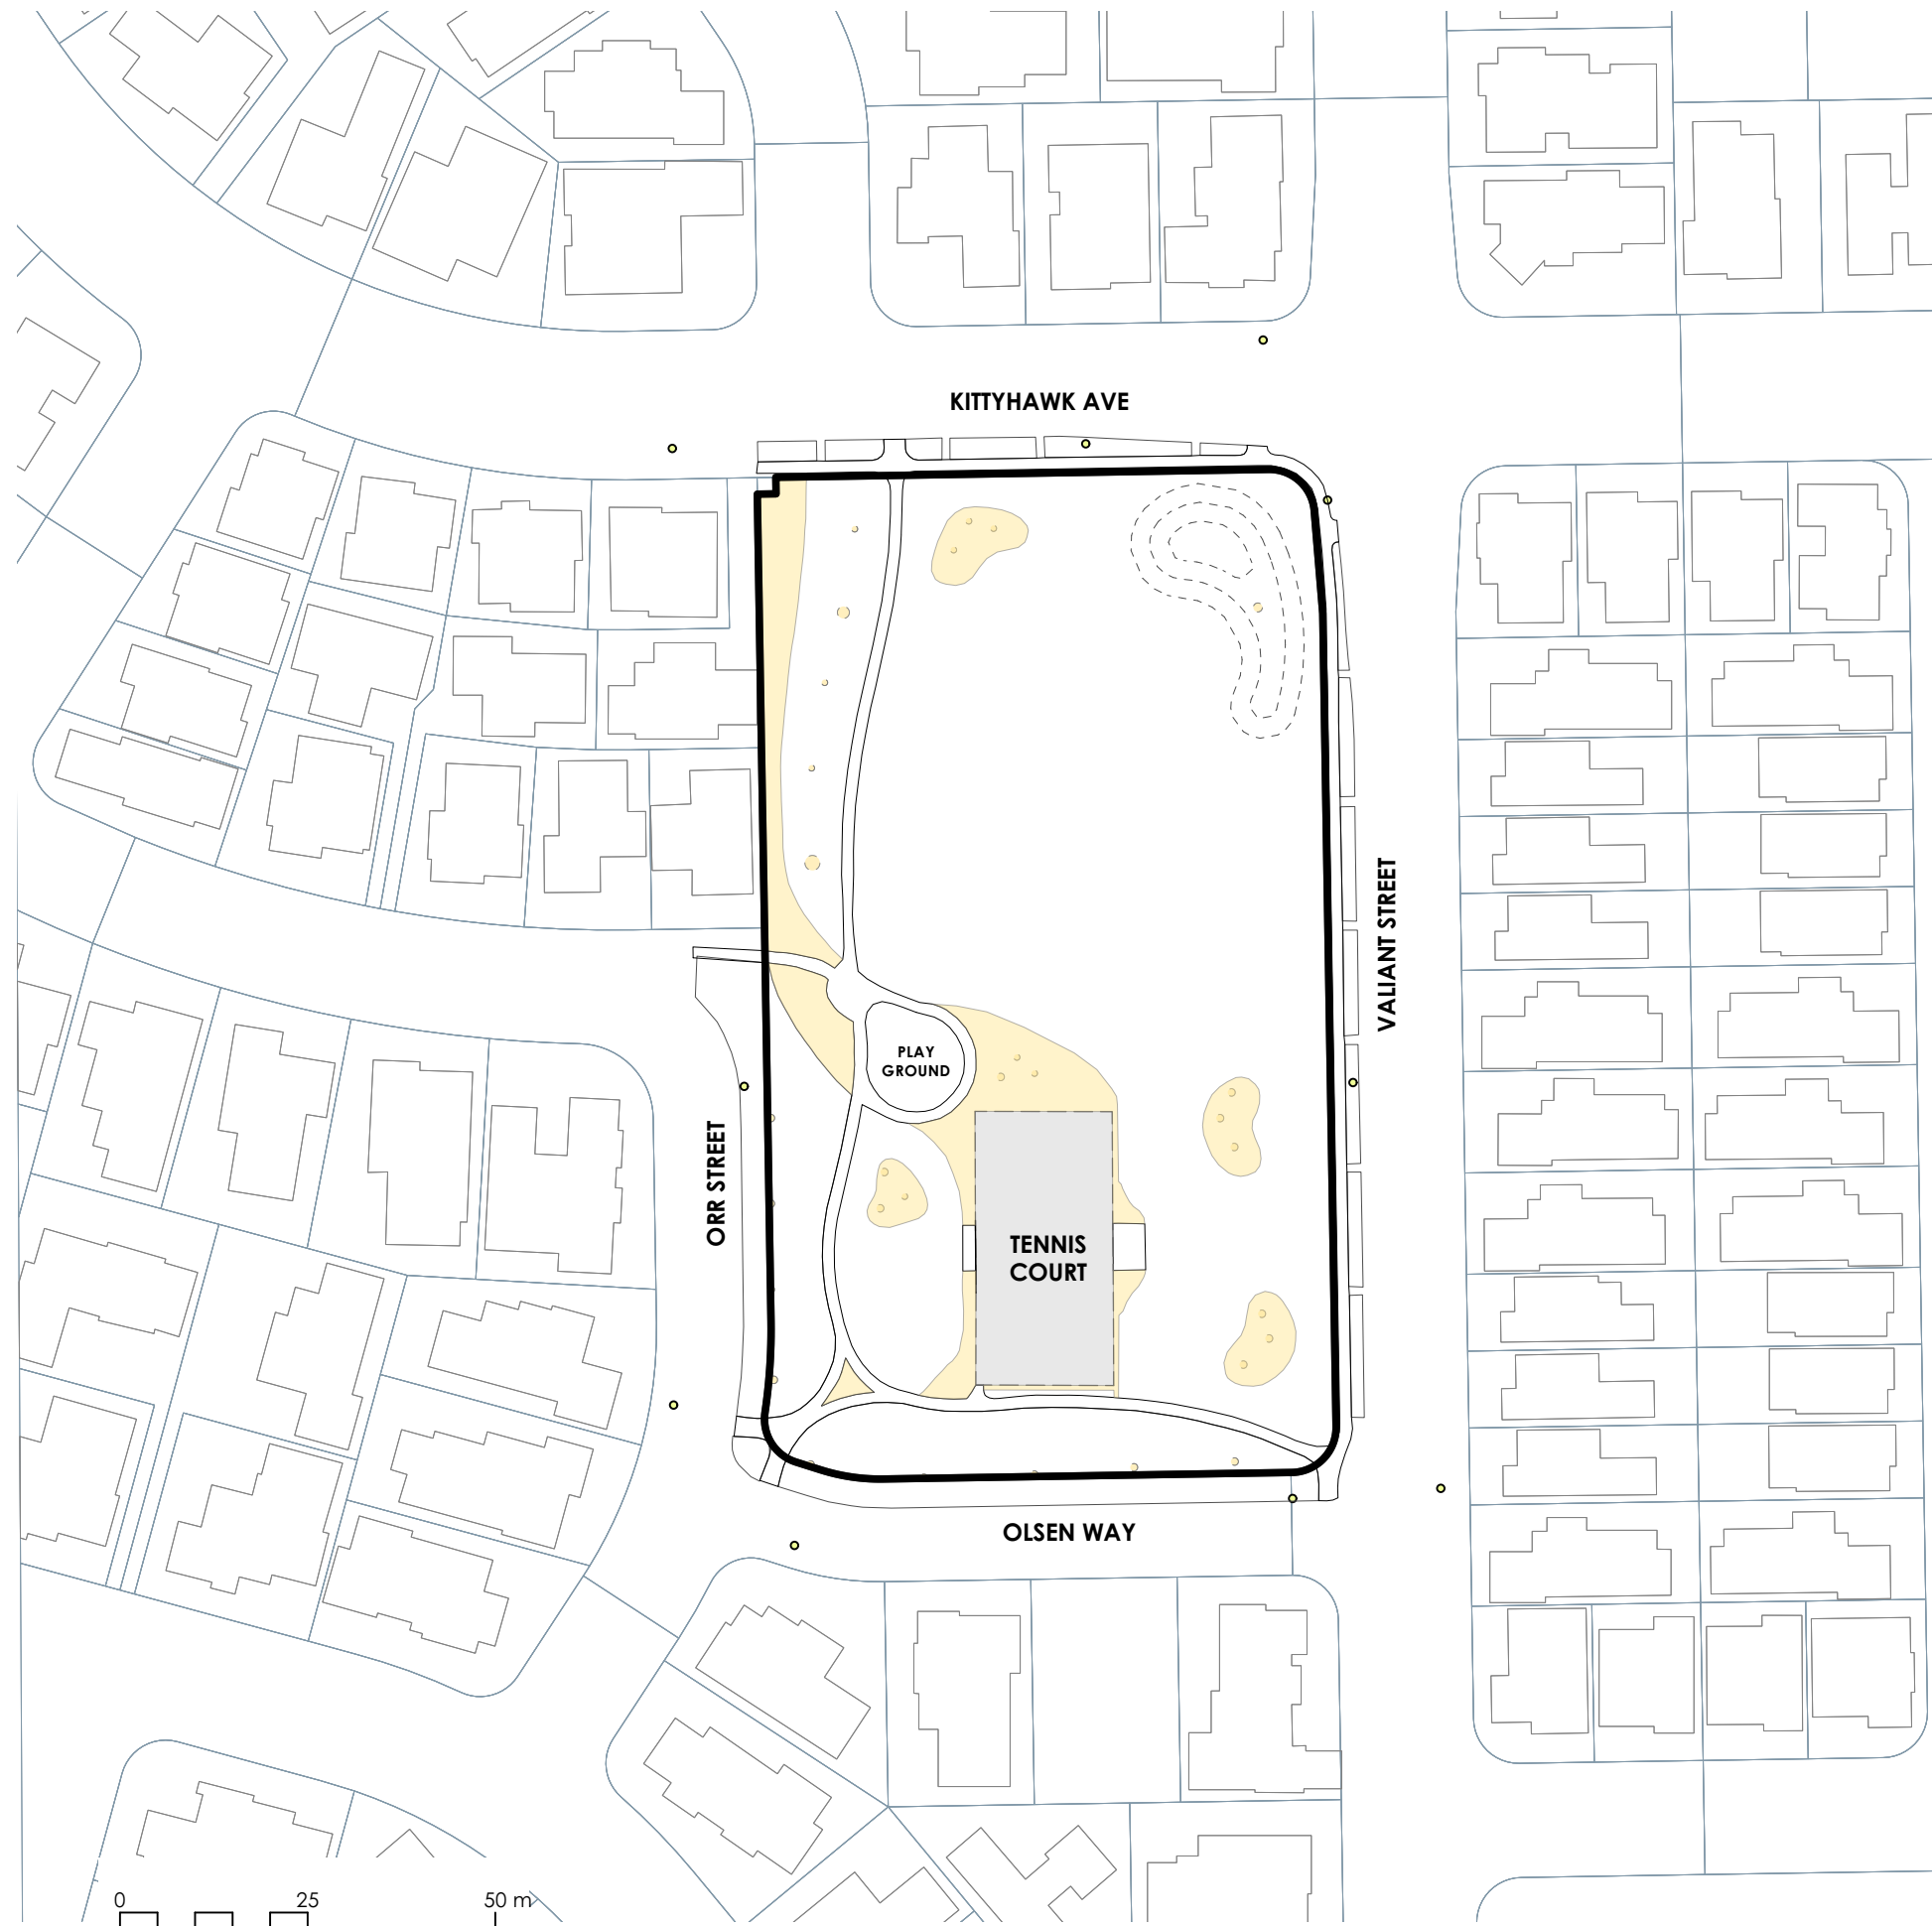 KITTYHAWK AVE
VALIANT STREET
PLAY
GROUND
ORR STREET
TENNIS
COURT
OLSEN WAY
0 25 50 m